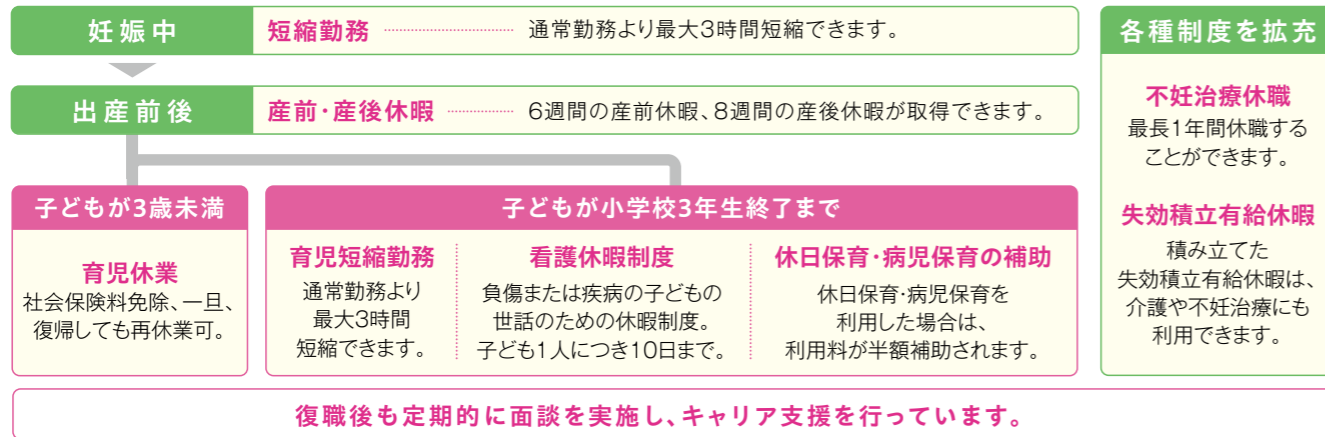 妊娠中
短縮勤務 通常勤務より最大3時間短縮できます。
出産前後
産前・産後休暇 6週間の産前休暇、8週間の産後休暇が取得できます。
子どもが3歳未満
育児休業
社会保険料免除、一旦、
復帰しても再休業可。
子どもが小学校3年生終了まで
育児短縮勤務
通常勤務より
最大3時間
短縮できます。
看護休暇制度
負傷または疾病の子どもの
世話のための休暇制度。
子ども1人につき10日まで。
休日保育・病児保育の補助
休日保育・病児保育を
利用した場合は、
利用料が半額補助されます。
各種制度を拡充
不妊治療休職
最長1年間休職する
ことができます。
失効積立有給休暇
積み立てた
失効積立有給休暇は、
介護や不妊治療にも
利用できます。
復職後も定期的に面談を実施し、キャリア支援を行っています。